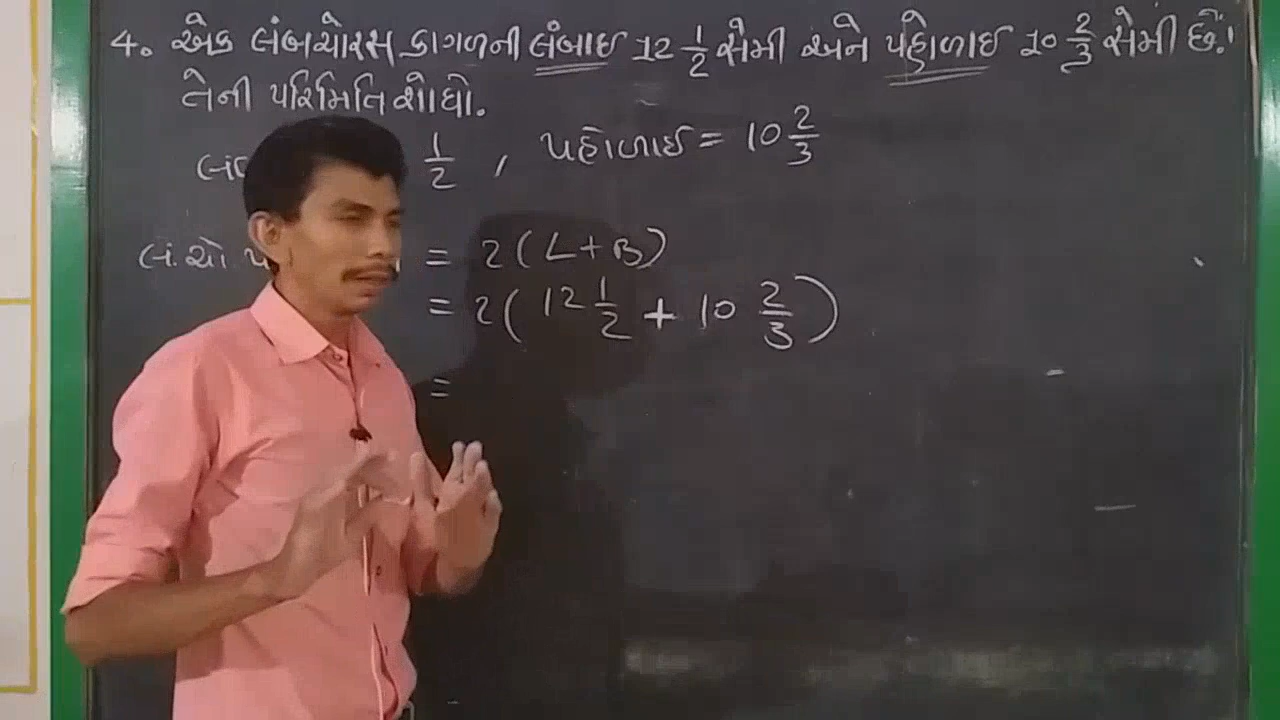 4. એક લંબચોરસ કાગળની લંબાઇ 12 1/2 સેમી અને પહોળાઇ 10 2/3 સેમી છે.
તેની પરિમિતિ શોધો.
1/2 , પહોળાઈ = 10 2/3
લં.ચો. = 2 ( L + B )
= 2 ( 12 1/2 + 10 2/3 )
=